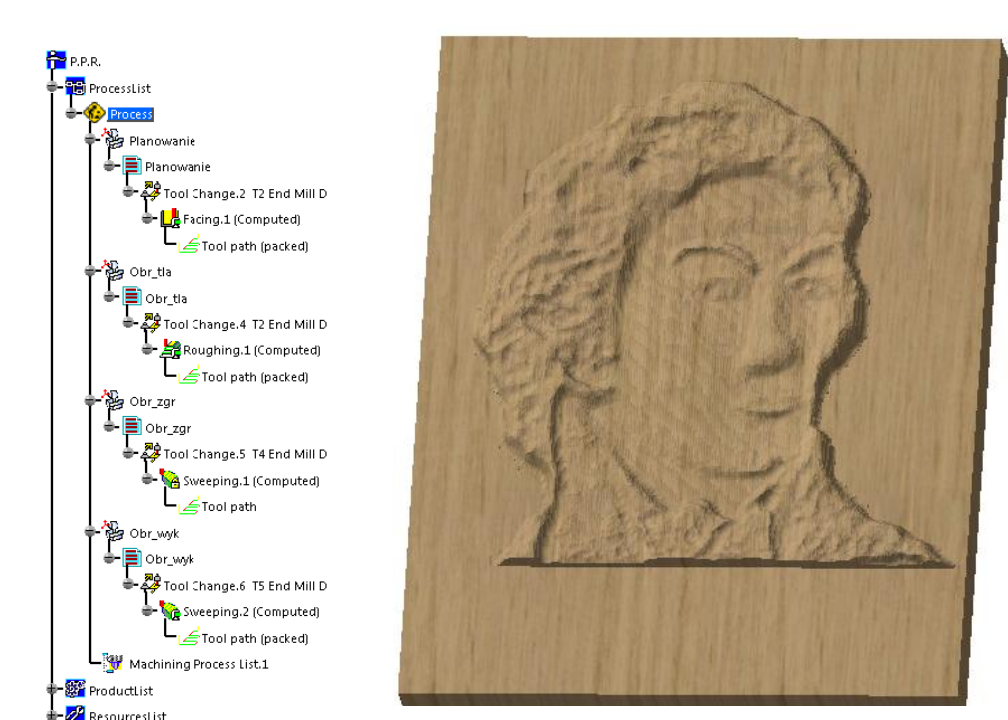 P.P.R.
ProcessList
Process
Planowanie
Planowanie
Tool Change.2 T2 End Mill D
Facing.1 (Computed)
Tool path (packed)
Obr_tla
Obr_tla
Tool Change.4 T2 End Mill D
Roughing.1 (Computed)
Tool path (packed)
Obr_zgr
Obr_zgr
Tool Change.5 T4 End Mill D
Sweeping.1 (Computed)
Tool path
Obr_wyk
Obr_wyk
Tool Change.6 T5 End Mill D
Sweeping.2 (Computed)
Tool path (packed)
Machining Process List.1
ProductList
ResourcesList